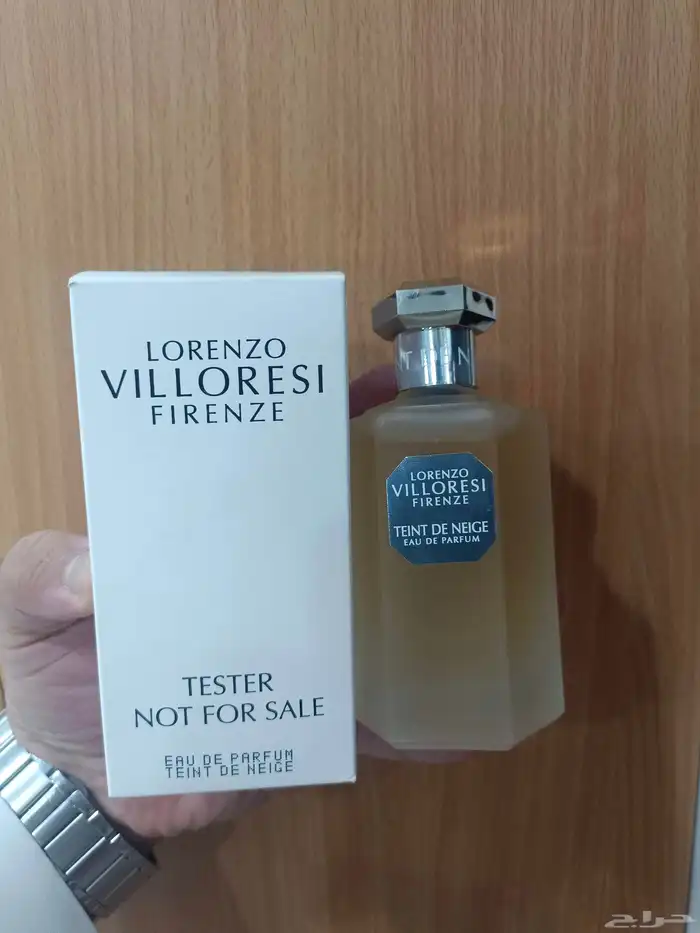 LORENZO
VILLORESI
FIRENZE
TESTER
NOT FOR SALE
EAU DE PARFUM
TEINT DE NEIGE
LORENZO
VILLORESI
FIRENZE
TEINT DE NEIGE
EAU DE PARFUM
حراج